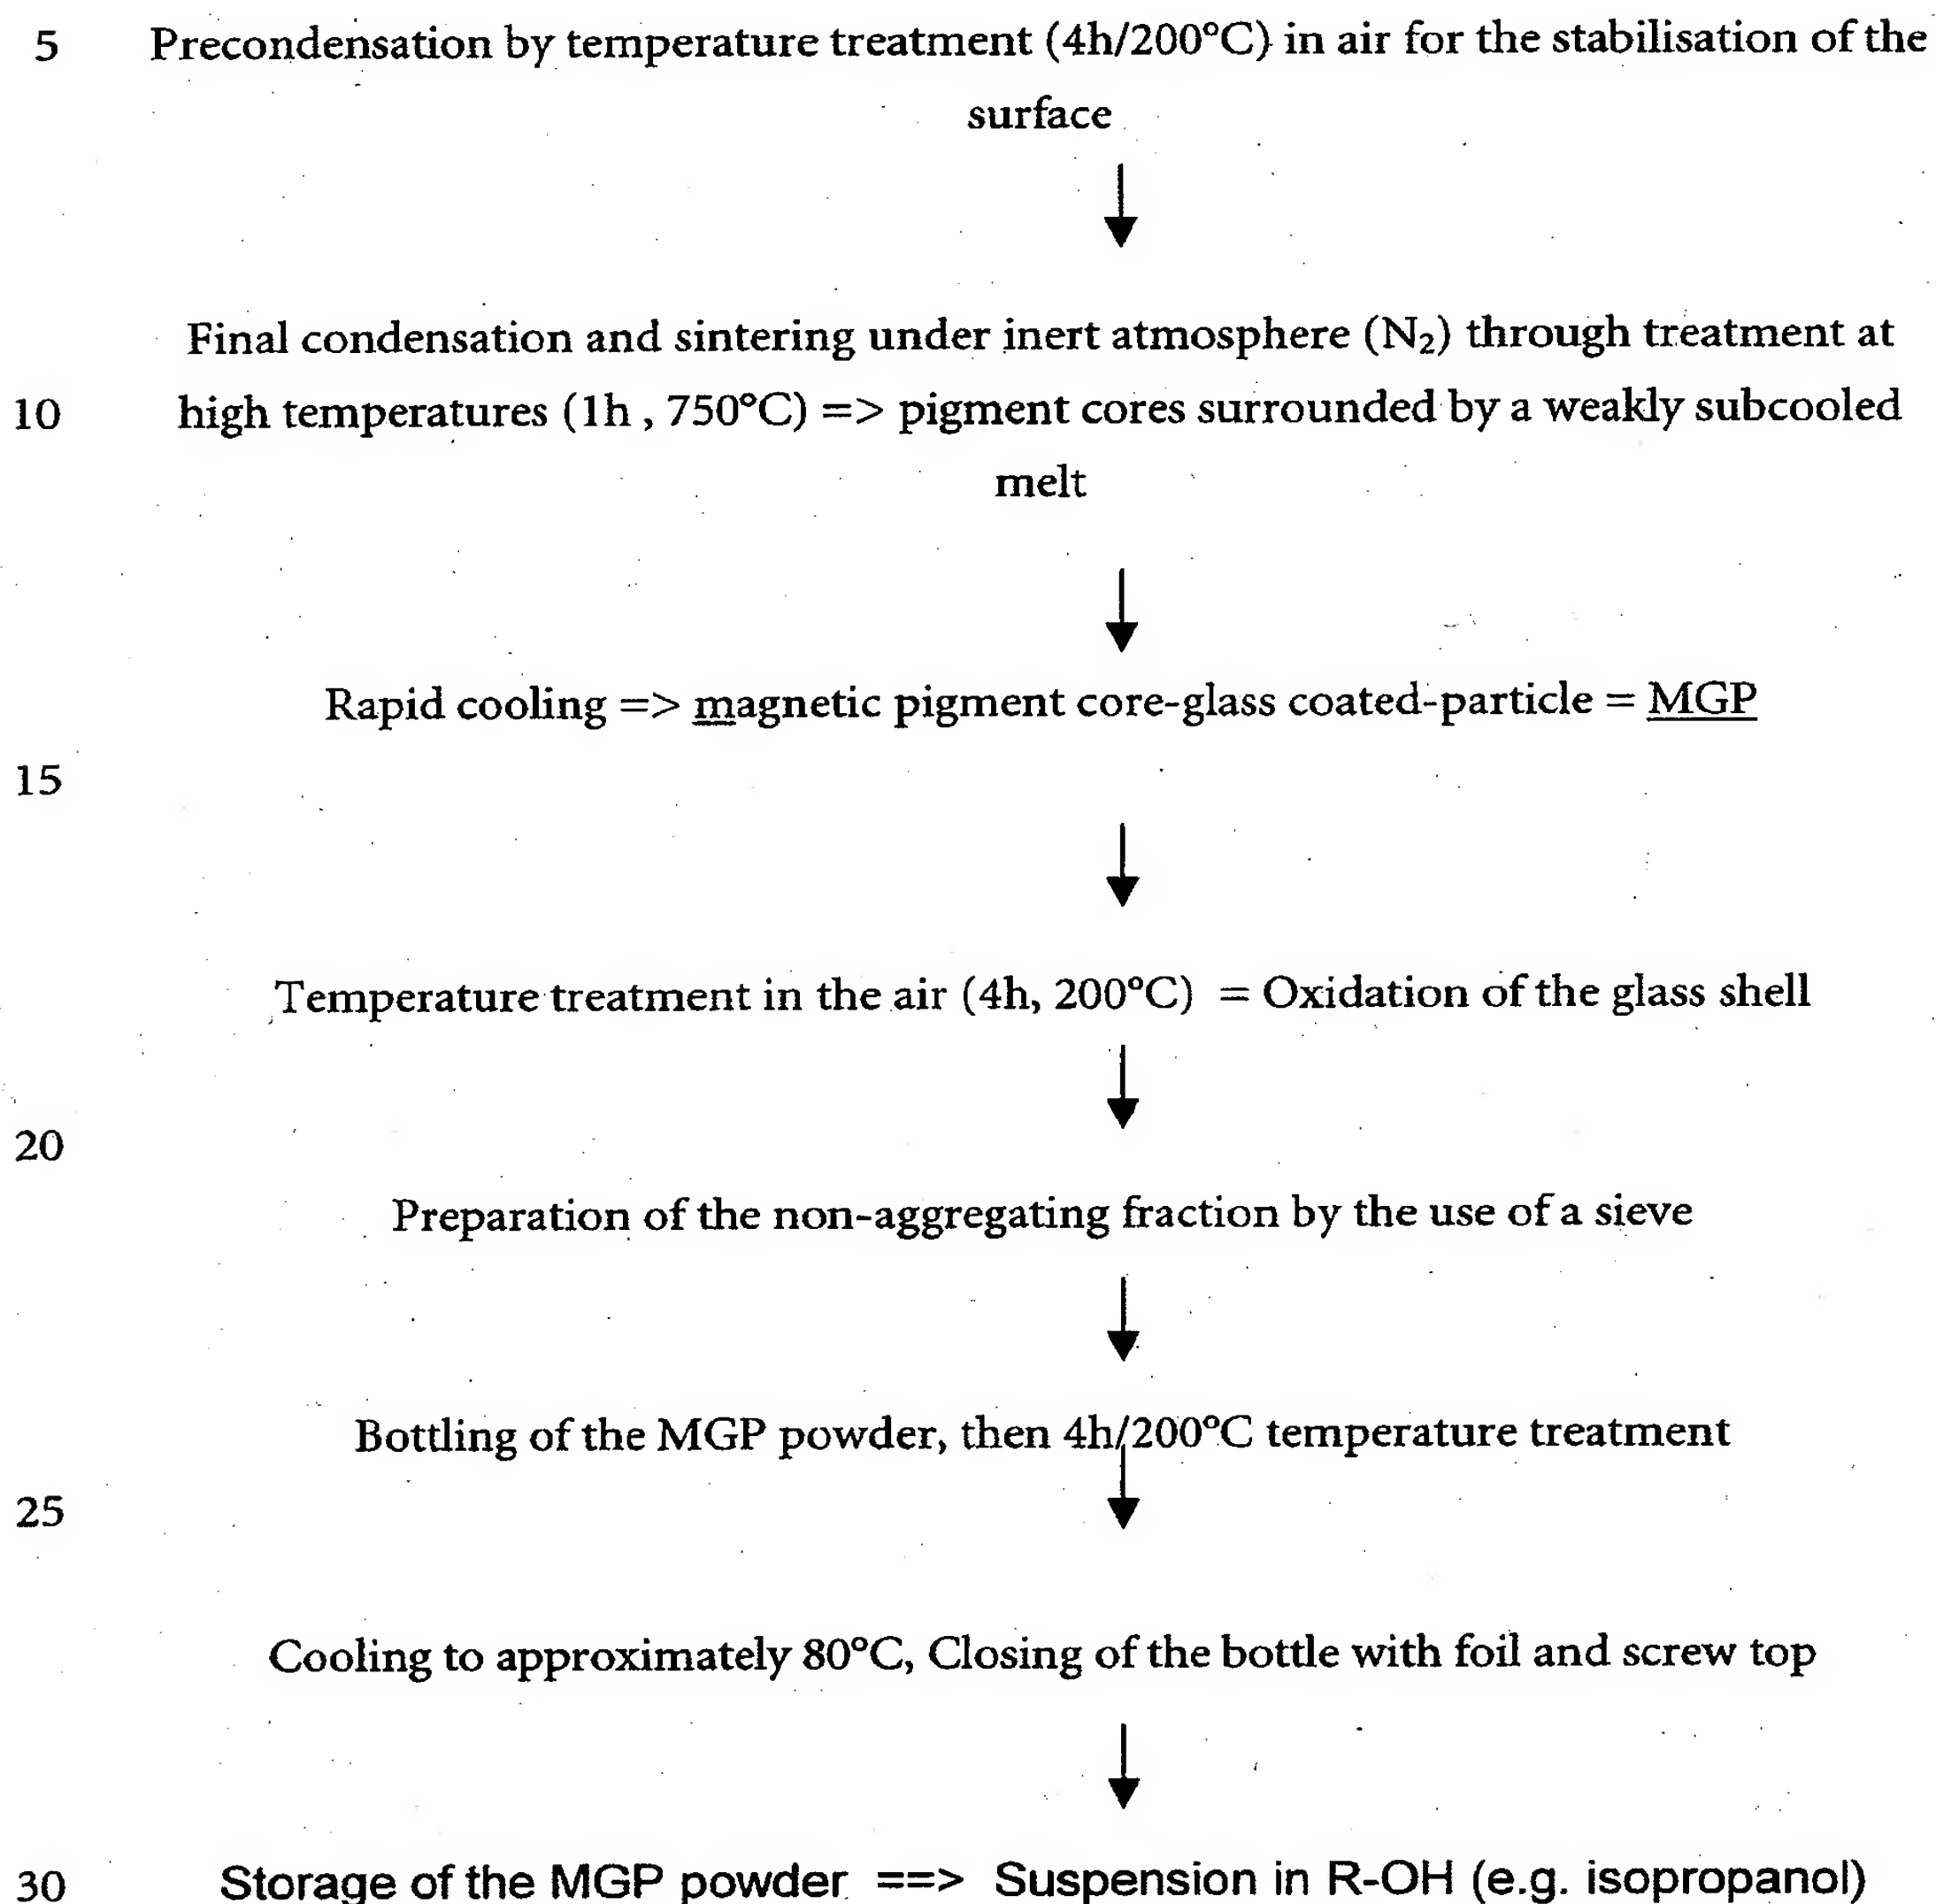 5 Precondensation by temperature treatment (4h/200°C) in air for the stabilisation of the
surface
Final condensation and sintering under inert atmosphere (N₂) through treatment at
10 high temperatures (1h , 750°C) => pigment cores surrounded by a weakly subcooled
melt
Rapid cooling => magnetic pigment core-glass coated-particle = MGP
15
Temperature treatment in the air (4h, 200°C) = Oxidation of the glass shell
20
Preparation of the non-aggregating fraction by the use of a sieve
Bottling of the MGP powder, then 4h/200°C temperature treatment
25
Cooling to approximately 80°C, Closing of the bottle with foil and screw top
30 Storage of the MGP powder ==> Suspension in R-OH (e.g. isopropanol)